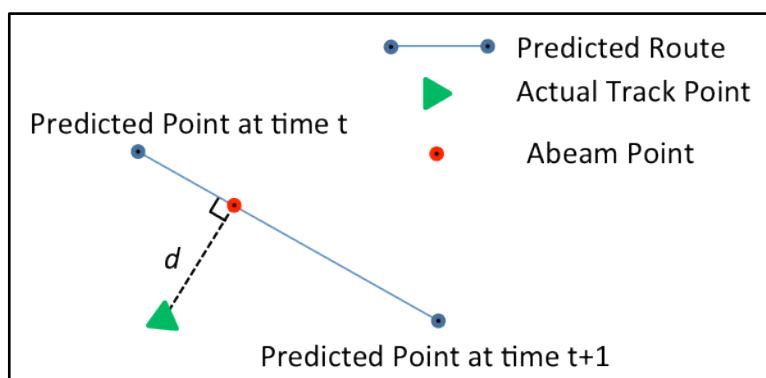 Predicted Route
Actual Track Point
Predicted Point at time t
Abeam Point
d
Predicted Point at time t+1